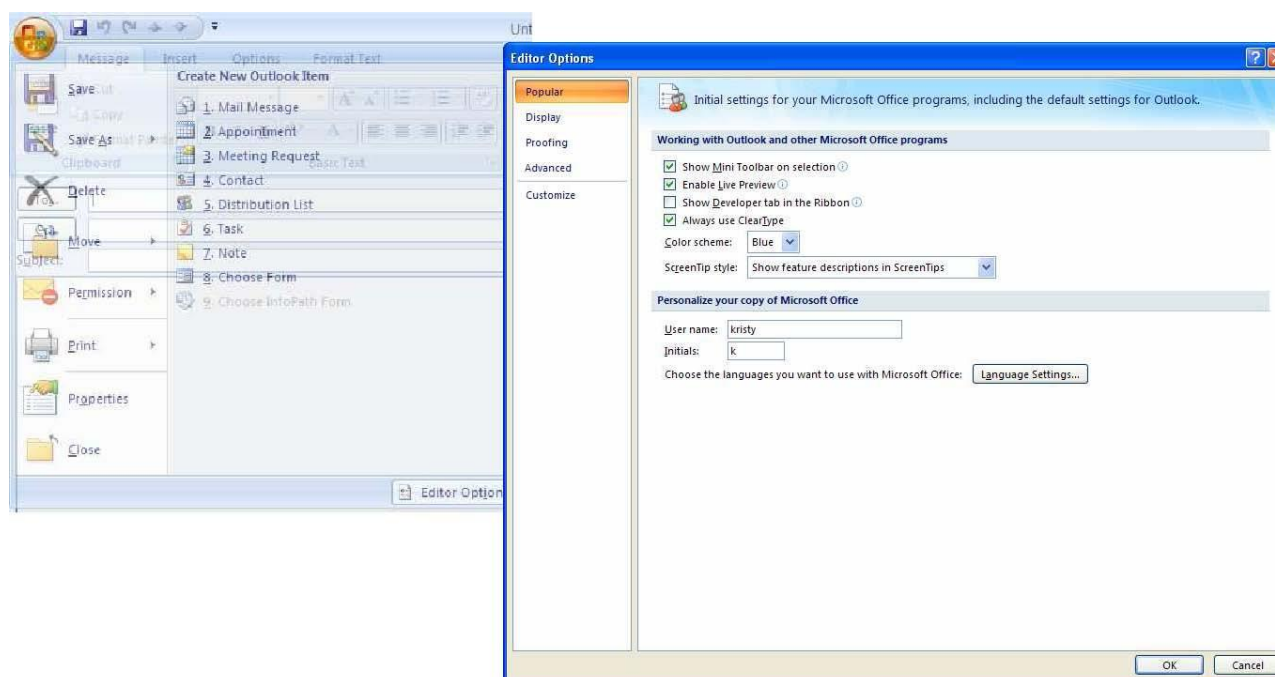 Unt
Message Insert Options Format Text
Create New Outlook Item
Save
Copy
1. Mail Message
Save As
2. Appointment
Clipboard
3. Meeting Request
Basic Text
Delete
4. Contact
5. Distribution List
6. Task
Move
7. Note
Subject:
8. Choose Form
9. Choose InfoPath Form
Permission
Print
Properties
Close
Editor Option
Editor Options
Popular
Display
Proofing
Advanced
Customize
Initial settings for your Microsoft Office programs, including the default settings for Outlook.
Working with Outlook and other Microsoft Office programs
Show Mini Toolbar on selection
Enable Live Preview
Show Developer tab in the Ribbon
Always use ClearType
Color scheme: Blue
ScreenTip style: Show feature descriptions in ScreenTips
Personalize your copy of Microsoft Office
User name: kristy
Initials: k
Choose the languages you want to use with Microsoft Office: Language Settings...
OK Cancel